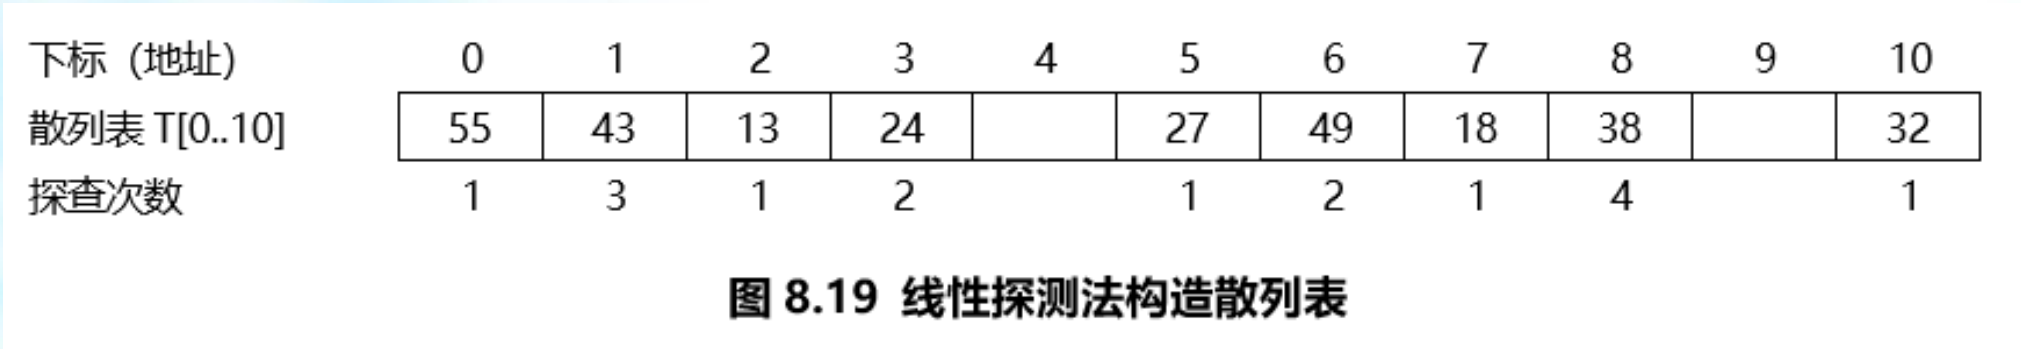 下标（地址） 0 1 2 3 4 5 6 7 8 9 10
散列表 T[0..10] 55 43 13 24 27 49 18 38 32
探查次数 1 3 1 2 1 2 1 4 1
图 8.19 线性探测法构造散列表